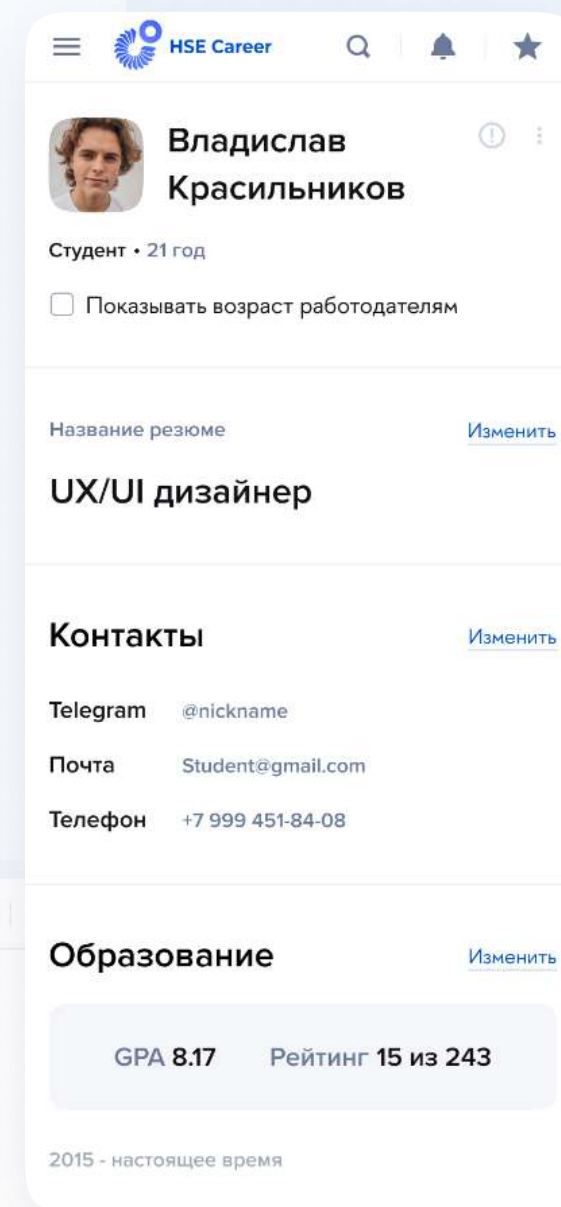 HSE Career
Владислав
Красильников
Студент • 21 год
Показывать возраст работодателям
Название резюме Изменить
UX/UI дизайнер
Контакты Изменить
Telegram @nickname
Почта Student@gmail.com
Телефон +7 999 451-84-08
Образование Изменить
GPA 8.17 Рейтинг 15 из 243
2015 - настоящее время